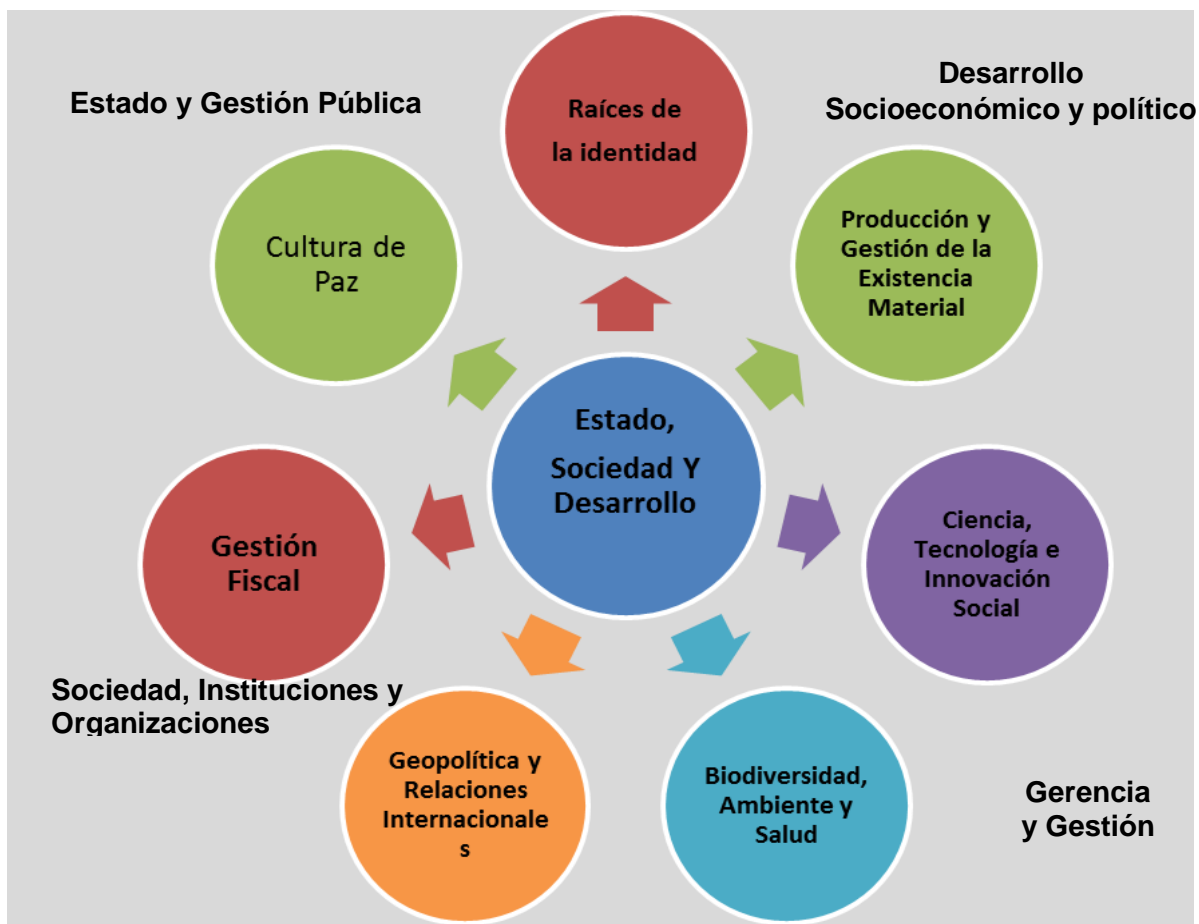 Estado y Gestión Pública
Raíces de
la identidad
Desarrollo
Socioeconómico y político
Cultura de
Paz
Producción y
Gestión de la
Existencia
Material
Estado,
Sociedad Y
Desarrollo
Gestión
Fiscal
Ciencia,
Tecnología e
Innovación
Social
Sociedad, Instituciones y
Organizaciones
Geopolítica y
Relaciones
Internacionale
s
Biodiversidad,
Ambiente y
Salud
Gerencia
y Gestión